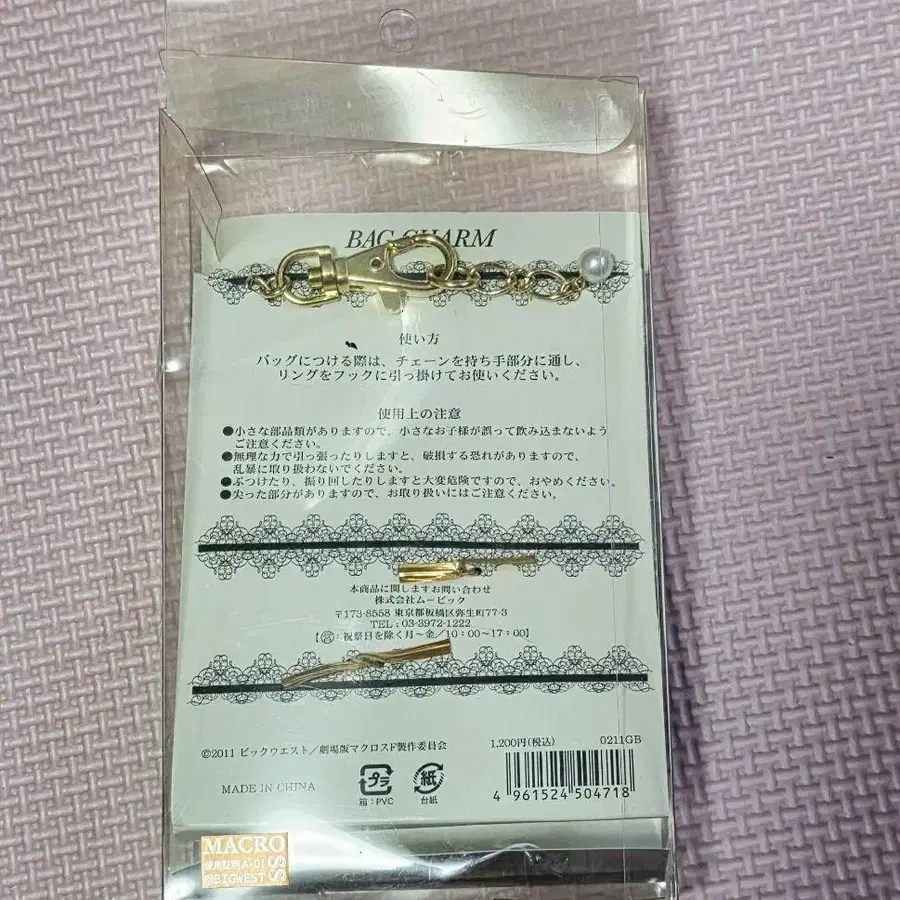 BAG CHARM
使い方
バッグにつける際は、チェーンを持ち手部分に通し、
リングをフックに引っ掛けてお使いください。
使用上の注意
●小さな部品類がありますので、小さなお子様が誤って飲み込まないよう
ご注意ください。
●無理な力で引っ張ったりしますと、破損する恐れがありますので、
乱暴に取り扱わないでください。
●ぶつけたり、振り回したりしますと大変危険ですので、おやめください。
●尖った部分がありますので、お取り扱いにはご注意ください。
本商品に関しますお問い合わせ
株式会社ムービック
〒173-8558 東京都板橋区弥生町77-3
TEL：03-3972-1222
【㊂：祝祭日を除く月～金／10：00～17：00】
©2011 ビックウエスト／劇場版マクロスF製作委員会
1,200円(税込)
0211GB
MADE IN CHINA
プラ
箱：PVC
紙
台紙
4 961524 504718
MACROSS
使用許諾A-01
©BIGWEST